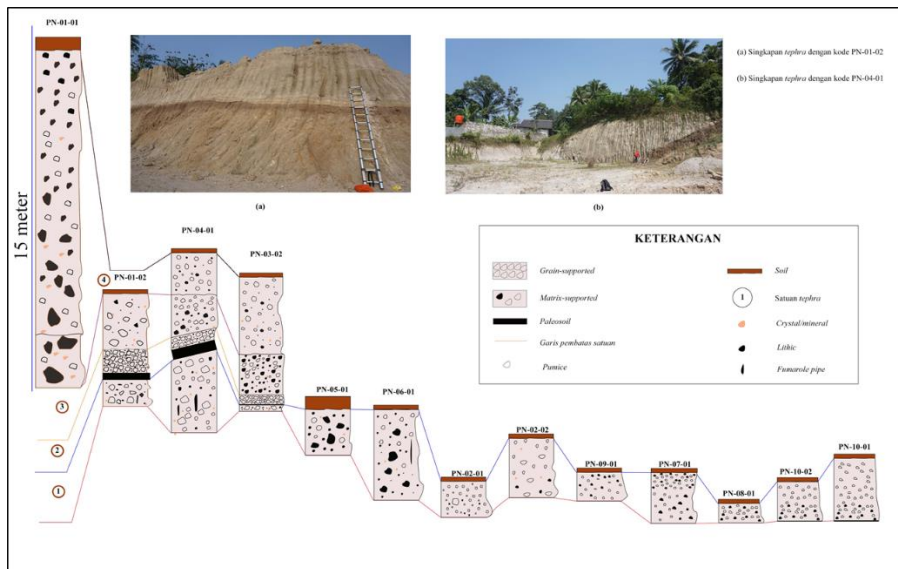 PN-01-01
15 meter
(a)
(b)
(a) Singkapan tephra dengan kode PN-01-02
(b) Singkapan tephra dengan kode PN-04-01
PN-04-01
PN-03-02
4
PN-01-02
3
2
1
PN-05-01
PN-06-01
PN-02-01
PN-02-02
PN-09-01
PN-07-01
PN-08-01
PN-10-02
PN-10-01
KETERANGAN
Grain-supported
Matrix-supported
Paleosoil
Garis pembatas satuan
Pumice
Soil
1
Satuan tephra
Crystal/mineral
Lithic
Fumarole pipe